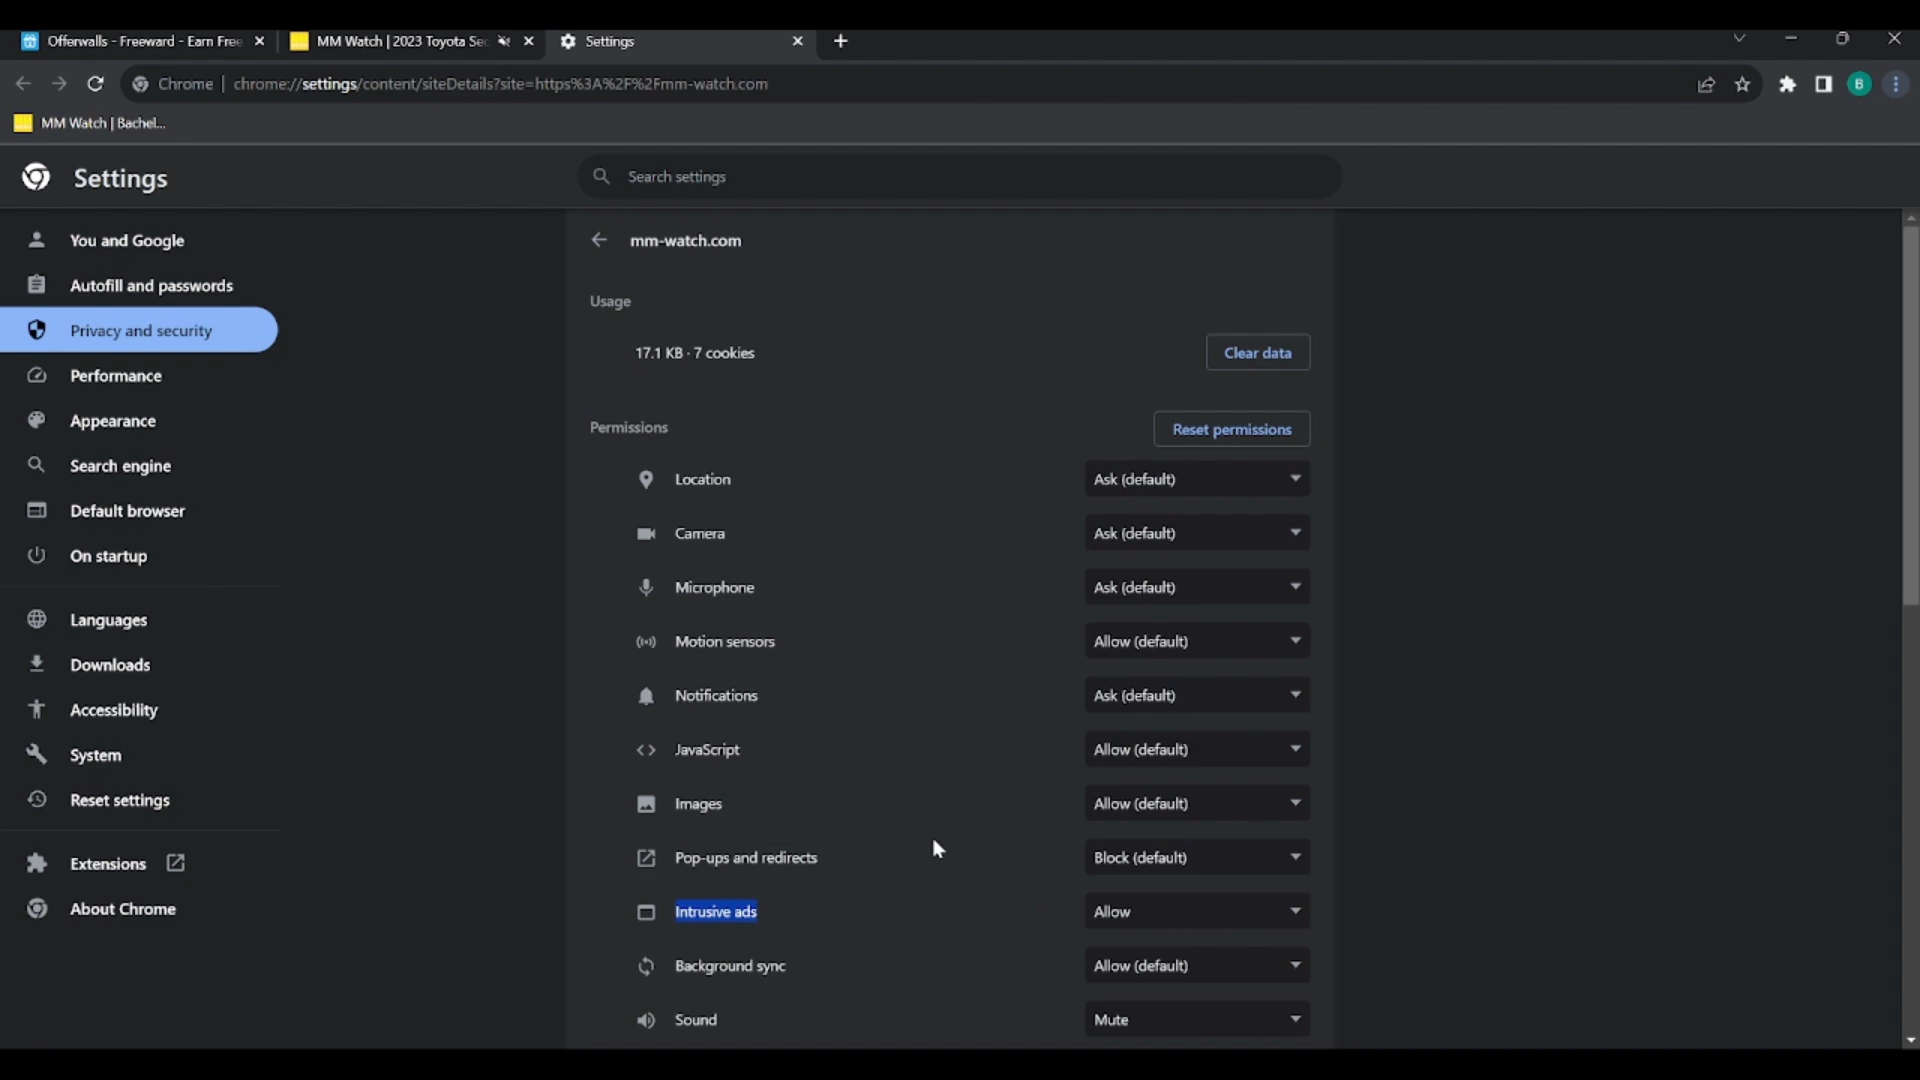 Offerwalls - Freeward - Earn Free
MM Watch | 2023 Toyota Sec
Settings
Chrome | chrome://settings/content/siteDetails?site=https%3A%2F%2Fmm-watch.com
B
MM Watch | Bachel...
Settings
Search settings
You and Google
Autofill and passwords
Privacy and security
Performance
Appearance
Search engine
Default browser
On startup
Languages
Downloads
Accessibility
System
Reset settings
Extensions
About Chrome
mm-watch.com
Usage
17.1 KB · 7 cookies
Clear data
Permissions
Reset permissions
Location
Ask (default)
Camera
Ask (default)
Microphone
Ask (default)
Motion sensors
Allow (default)
Notifications
Ask (default)
JavaScript
Allow (default)
Images
Allow (default)
Pop-ups and redirects
Block (default)
Intrusive ads
Allow
Background sync
Allow (default)
Sound
Mute